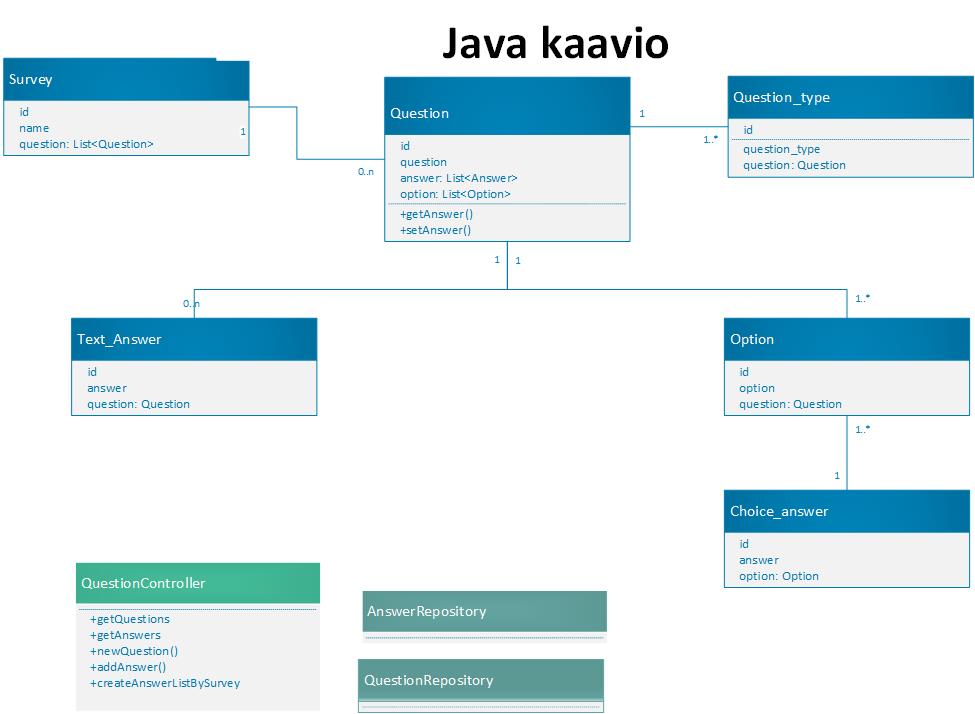 Java kaavio
Survey
id
name
question: List<Question>
1
0..n
Question
id
question
answer: List<Answer>
option: List<Option>
+getAnswer()
+setAnswer()
1
1..*
Question_type
id
question_type
question: Question
1
1
0..n
1..*
Text_Answer
id
answer
question: Question
Option
id
option
question: Question
1..*
1
Choice_answer
id
answer
option: Option
QuestionController
+getQuestions
+getAnswers
+newQuestion()
+addAnswer()
+createAnswerListBySurvey
AnswerRepository
QuestionRepository